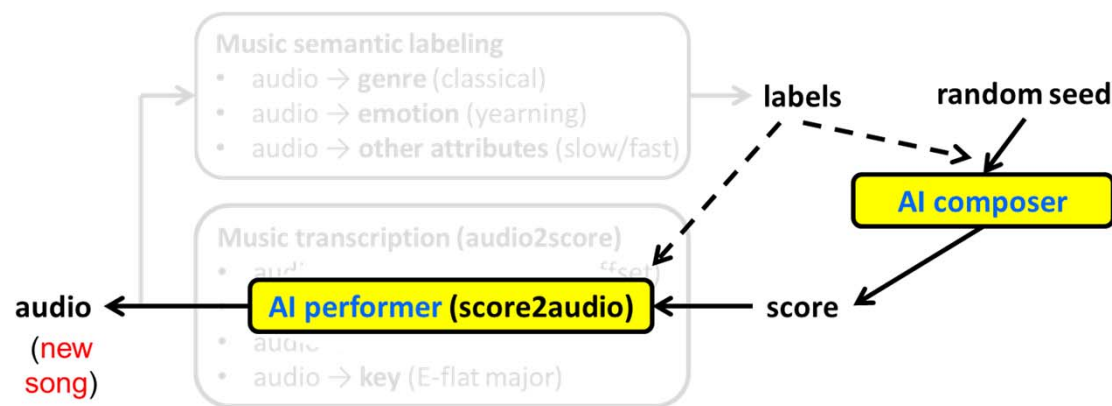 Music semantic labeling
• audio → genre (classical)
• audio → emotion (yearning)
• audio → other attributes (slow/fast)
labels
random seed
AI composer
Music transcription (audio2score)
AI performer (score2audio)
score
audio
(new
song)
• audio → key (E-flat major)